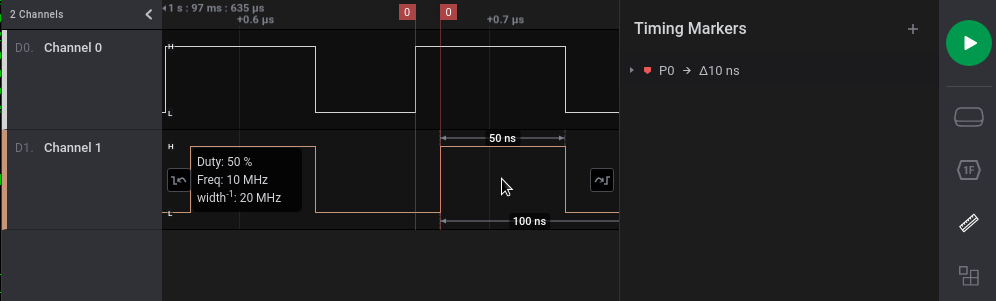 2 Channels
1 s : 97 ms : 635 µs
+0.6 µs
0
0
+0.7 µs
Timing Markers
D0. Channel 0
H
L
P0 → Δ10 ns
D1. Channel 1
H
L
50 ns
Duty: 50 %
Freq: 10 MHz
width⁻¹: 20 MHz
100 ns
1F